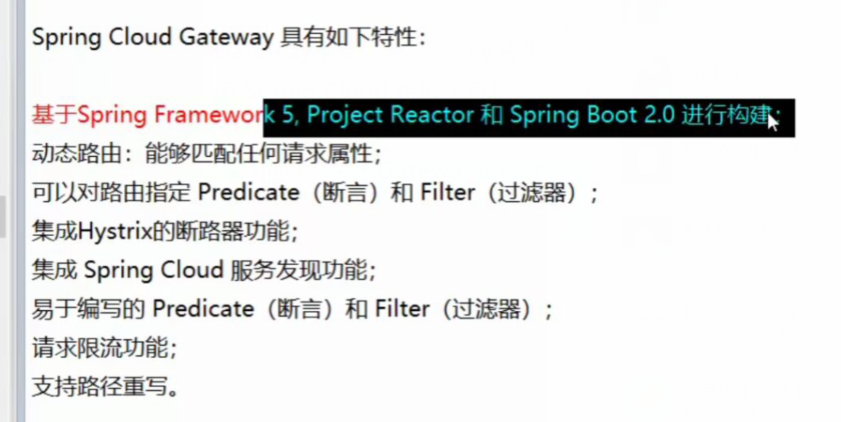 Spring Cloud Gateway 具有如下特性：
基于Spring Framework 5, Project Reactor 和 Spring Boot 2.0 进行构建；
动态路由：能够匹配任何请求属性；
可以对路由指定 Predicate（断言）和 Filter（过滤器）；
集成Hystrix的断路器功能；
集成 Spring Cloud 服务发现功能；
易于编写的 Predicate（断言）和 Filter（过滤器）；
请求限流功能；
支持路径重写。